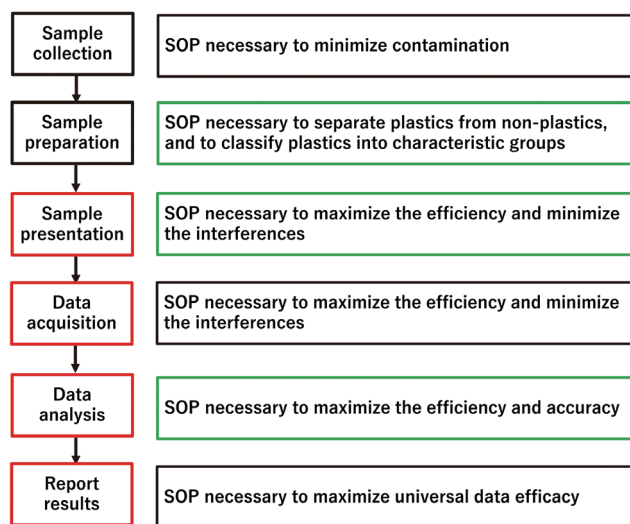 Sample
collection
SOP necessary to minimize contamination
Sample
preparation
SOP necessary to separate plastics from non-plastics,
and to classify plastics into characteristic groups
Sample
presentation
SOP necessary to maximize the efficiency and minimize
the interferences
Data
acquisition
SOP necessary to maximize the efficiency and minimize
the interferences
Data
analysis
SOP necessary to maximize the efficiency and accuracy
Report
results
SOP necessary to maximize universal data efficacy